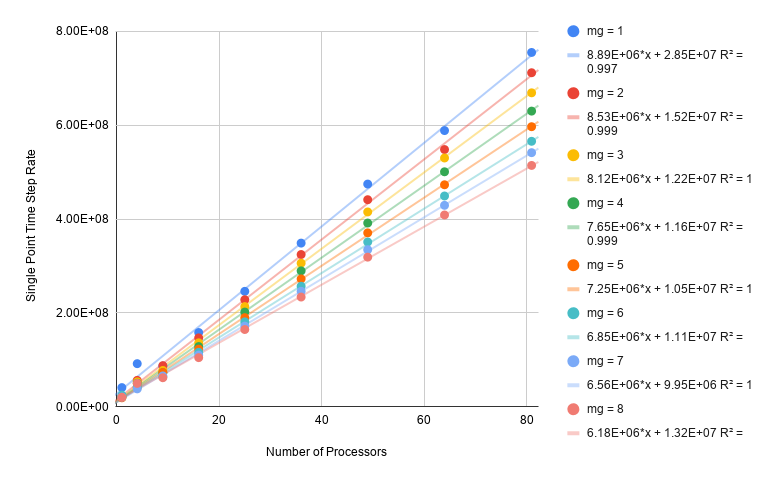 8.00E+08
6.00E+08
4.00E+08
2.00E+08
0.00E+00
Single Point Time Step Rate
0
20
40
60
80
Number of Processors
mg = 1
8.89E+06*x + 2.85E+07 R² =
0.997
mg = 2
8.53E+06*x + 1.52E+07 R² =
0.999
mg = 3
8.12E+06*x + 1.22E+07 R² = 1
mg = 4
7.65E+06*x + 1.16E+07 R² =
0.999
mg = 5
7.25E+06*x + 1.05E+07 R² = 1
mg = 6
6.85E+06*x + 1.11E+07 R² =
mg = 7
6.56E+06*x + 9.95E+06 R² = 1
mg = 8
6.18E+06*x + 1.32E+07 R² =